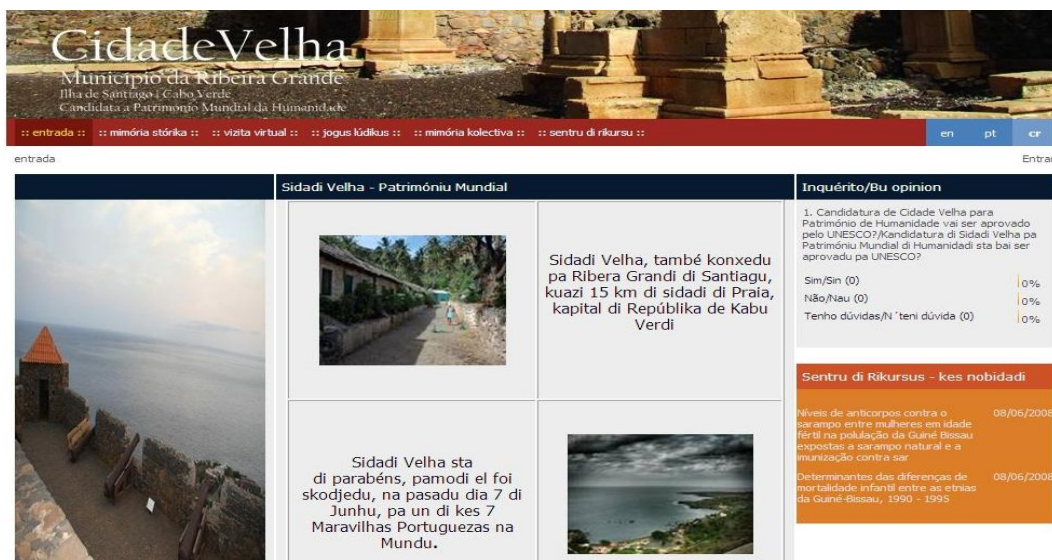 CidadeVelha
Município da Ribeira Grande
Ilha de Santiago | Cabo Verde
Candidata a Património Mundial da Humanidade
:: entrada :: :: mimória stórika :: :: vizita virtual :: :: jogus lúdikus :: :: mimória kolectiva :: :: sentru di rikursu ::
en pt cr
entrada
Entrar
Sidadi Velha - Patrimóniu Mundial
Sidadi Velha, també konxedu
pa Ribera Grandi di Santiagu,
kuazi 15 km di sidadi di Praia,
kapital di Repúblika de Kabu
Verdi
Sidadi Velha sta
di parabéns, pamodi el foi
skodjedu, na pasadu dia 7 di
Junhu, pa un di kes 7
Maravilhas Portuguezas na
Mundu.
Inquérito/Bu opinion
1. Candidatura de Cidade Velha para
Património de Humanidade vai ser aprovado
pelo UNESCO?/Kandidatura di Sidadi Velha pa
Patrimóniu Mundial di Humanidadi sta bai ser
aprovadu pa UNESCO?
Sim/Sin (0) 0%
Não/Nau (0) 0%
Tenho dúvidas/N ´teni dúvida (0) 0%
Sentru di Rikursus - kes nobidadi
Níveis de anticorpos contra o 08/06/2008
sarampo entre mulheres em idade
fértil na polulação da Guiné Bissau
expostas a sarampo natural e a
imunização contra sar
Determinantes das diferenças de 08/06/2008
mortalidade infantil entre as etnias
da Guiné-Bissau, 1990 - 1995